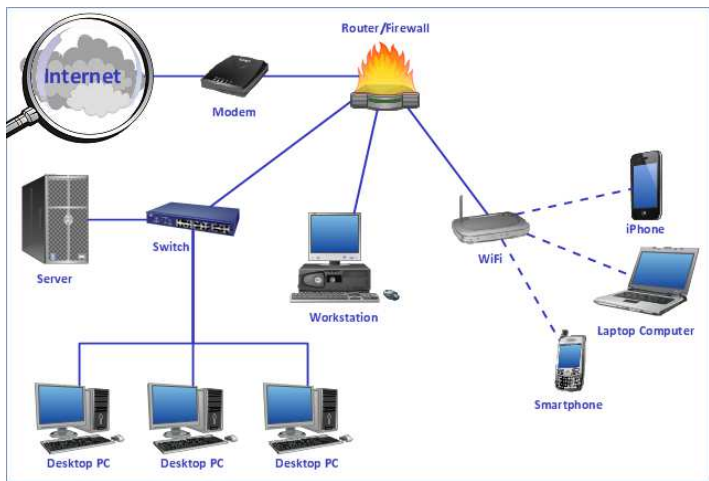 Router/Firewall
Internet
Modem
Switch
Server
Workstation
WiFi
iPhone
Laptop Computer
Smartphone
Desktop PC
Desktop PC
Desktop PC